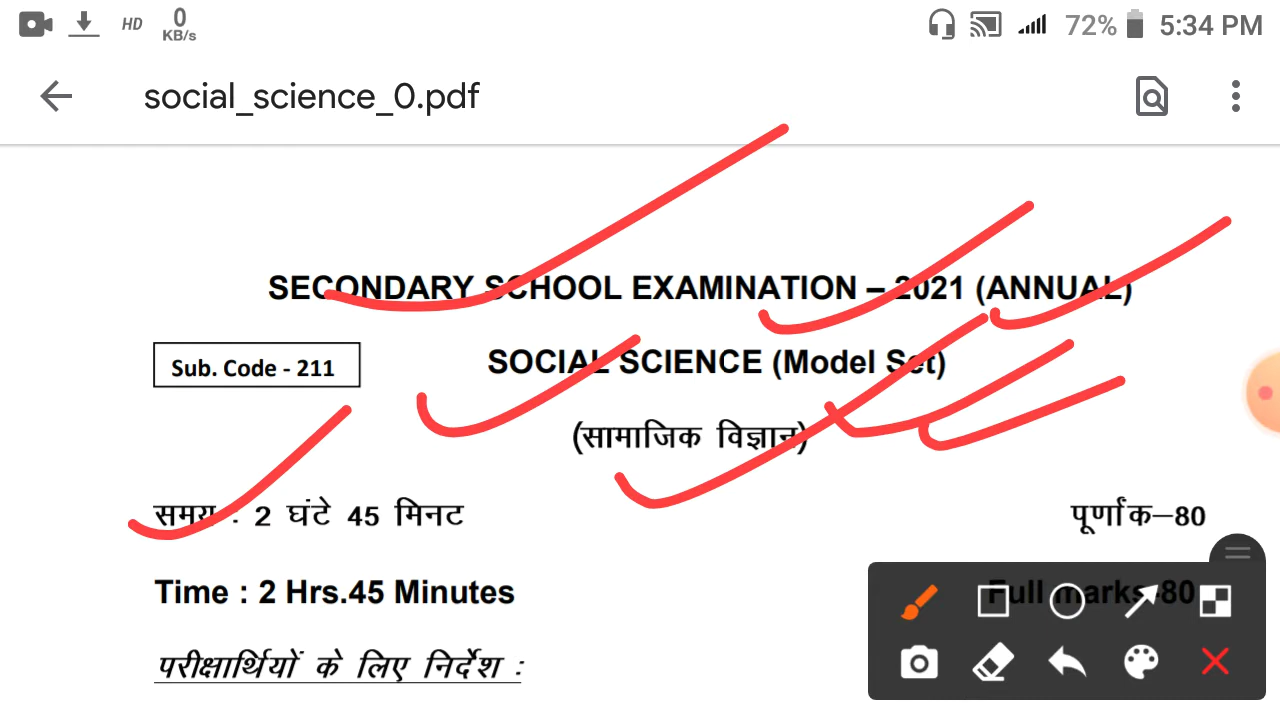 HD 0 KB/s 72% 5:34 PM
social_science_0.pdf
SECONDARY SCHOOL EXAMINATION – 2021 (ANNUAL)
Sub. Code - 211 SOCIAL SCIENCE (Model Set)
(सामाजिक विज्ञान)
समय : 2 घंटे 45 मिनट पूर्णांक–80
Time : 2 Hrs.45 Minutes Full marks-80
परीक्षार्थियों के लिए निर्देश :